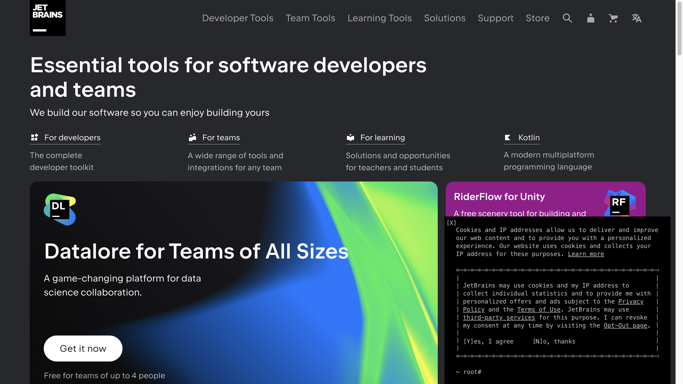 JET
BRAINS
Developer Tools Team Tools Learning Tools Solutions Support Store
Essential tools for software developers
and teams
We build our software so you can enjoy building yours
For developers
The complete
developer toolkit
For teams
A wide range of tools and
integrations for any team
For learning
Solutions and opportunities
for teachers and students
Kotlin
A modern multiplatform
programming language
DL
Datalore for Teams of All Sizes
A game-changing platform for data
science collaboration.
Get it now
Free for teams of up to 4 people
RiderFlow for Unity
A free scenery tool for building and
RF
[X]
Cookies and IP addresses allow us to deliver and improve
our web content and to provide you with a personalized
experience. Our website uses cookies and collects your
IP address for these purposes. Learn more
JetBrains may use cookies and my IP address to
collect individual statistics and to provide me with
personalized offers and ads subject to the Privacy
Policy and the Terms of Use. JetBrains may use
third-party services for this purpose. I can revoke
my consent at any time by visiting the Opt-Out page.
[Y]es, I agree [N]o, thanks
~ root#